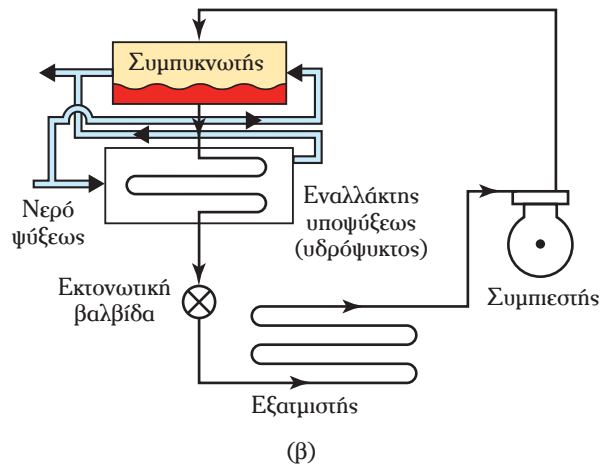 Συμπυκνωτής
Νερό
ψύξεως
Εναλλάκτης
υποψύξεως
(υδρόψυκτος)
Συμπιεστής
Εκτονωτική
βαλβίδα
Εξατμιστής
(β)